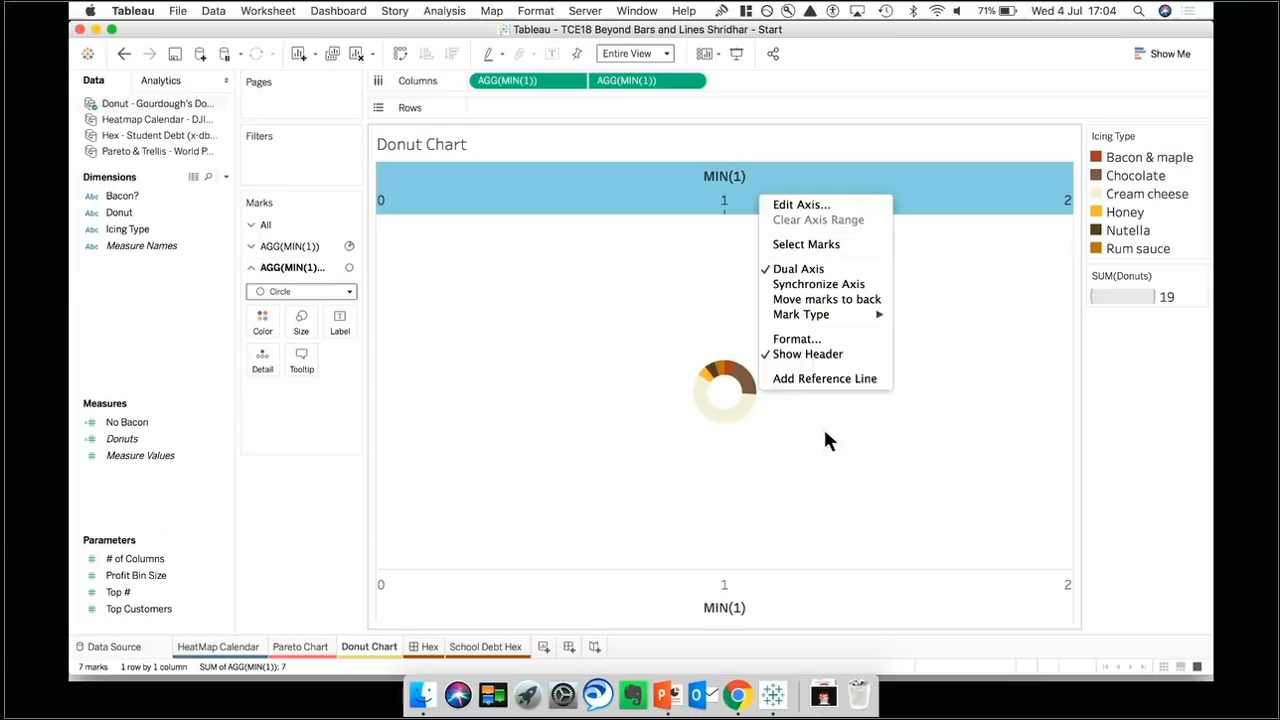 Tableau File Data Worksheet Dashboard Story Analysis Map Format Server Window Help 71% Wed 4 Jul 17:04
Tableau - TCE18 Beyond Bars and Lines Shridhar - Start
Entire View
Show Me
Data Analytics
Donut - Gourdough's Do...
Heatmap Calendar - DJI...
Hex - Student Debt (x-db...
Pareto & Trellis - World P...
Dimensions
Abc Bacon?
Abc Donut
Abc Icing Type
Abc Measure Names
Measures
No Bacon
Donuts
Measure Values
Parameters
# of Columns
Profit Bin Size
Top #
Top Customers
Pages
Filters
Marks
All
AGG(MIN(1))
AGG(MIN(1)...
Circle
Color Size Label
Detail Tooltip
Columns AGG(MIN(1)) AGG(MIN(1))
Rows
Donut Chart
MIN(1)
0 1 2
Edit Axis...
Clear Axis Range
Select Marks
Dual Axis
Synchronize Axis
Move marks to back
Mark Type
Format...
Show Header
Add Reference Line
0 1 2
MIN(1)
Icing Type
Bacon & maple
Chocolate
Cream cheese
Honey
Nutella
Rum sauce
SUM(Donuts)
19
Data Source HeatMap Calendar Pareto Chart Donut Chart Hex School Debt Hex
7 marks 1 row by 1 column SUM of AGG(MIN(1)): 7